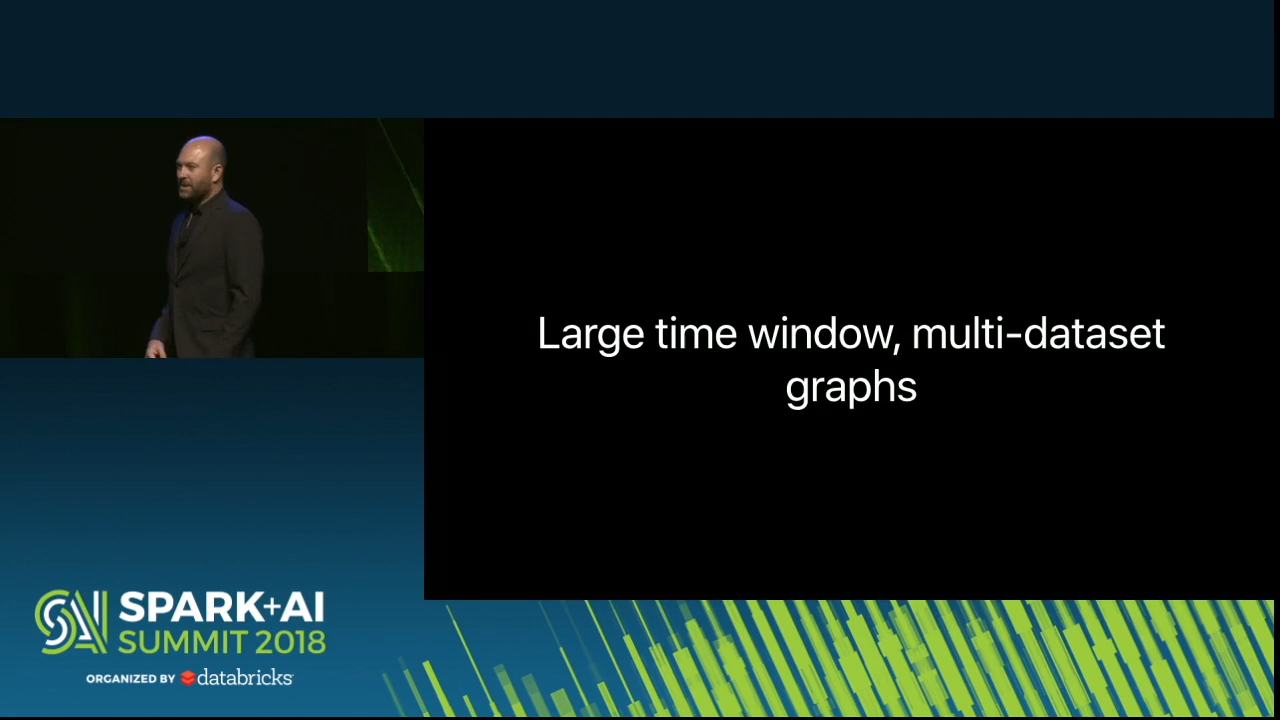 Large time window, multi-dataset
graphs
SPARK+AI
SUMMIT 2018
ORGANIZED BY databricks